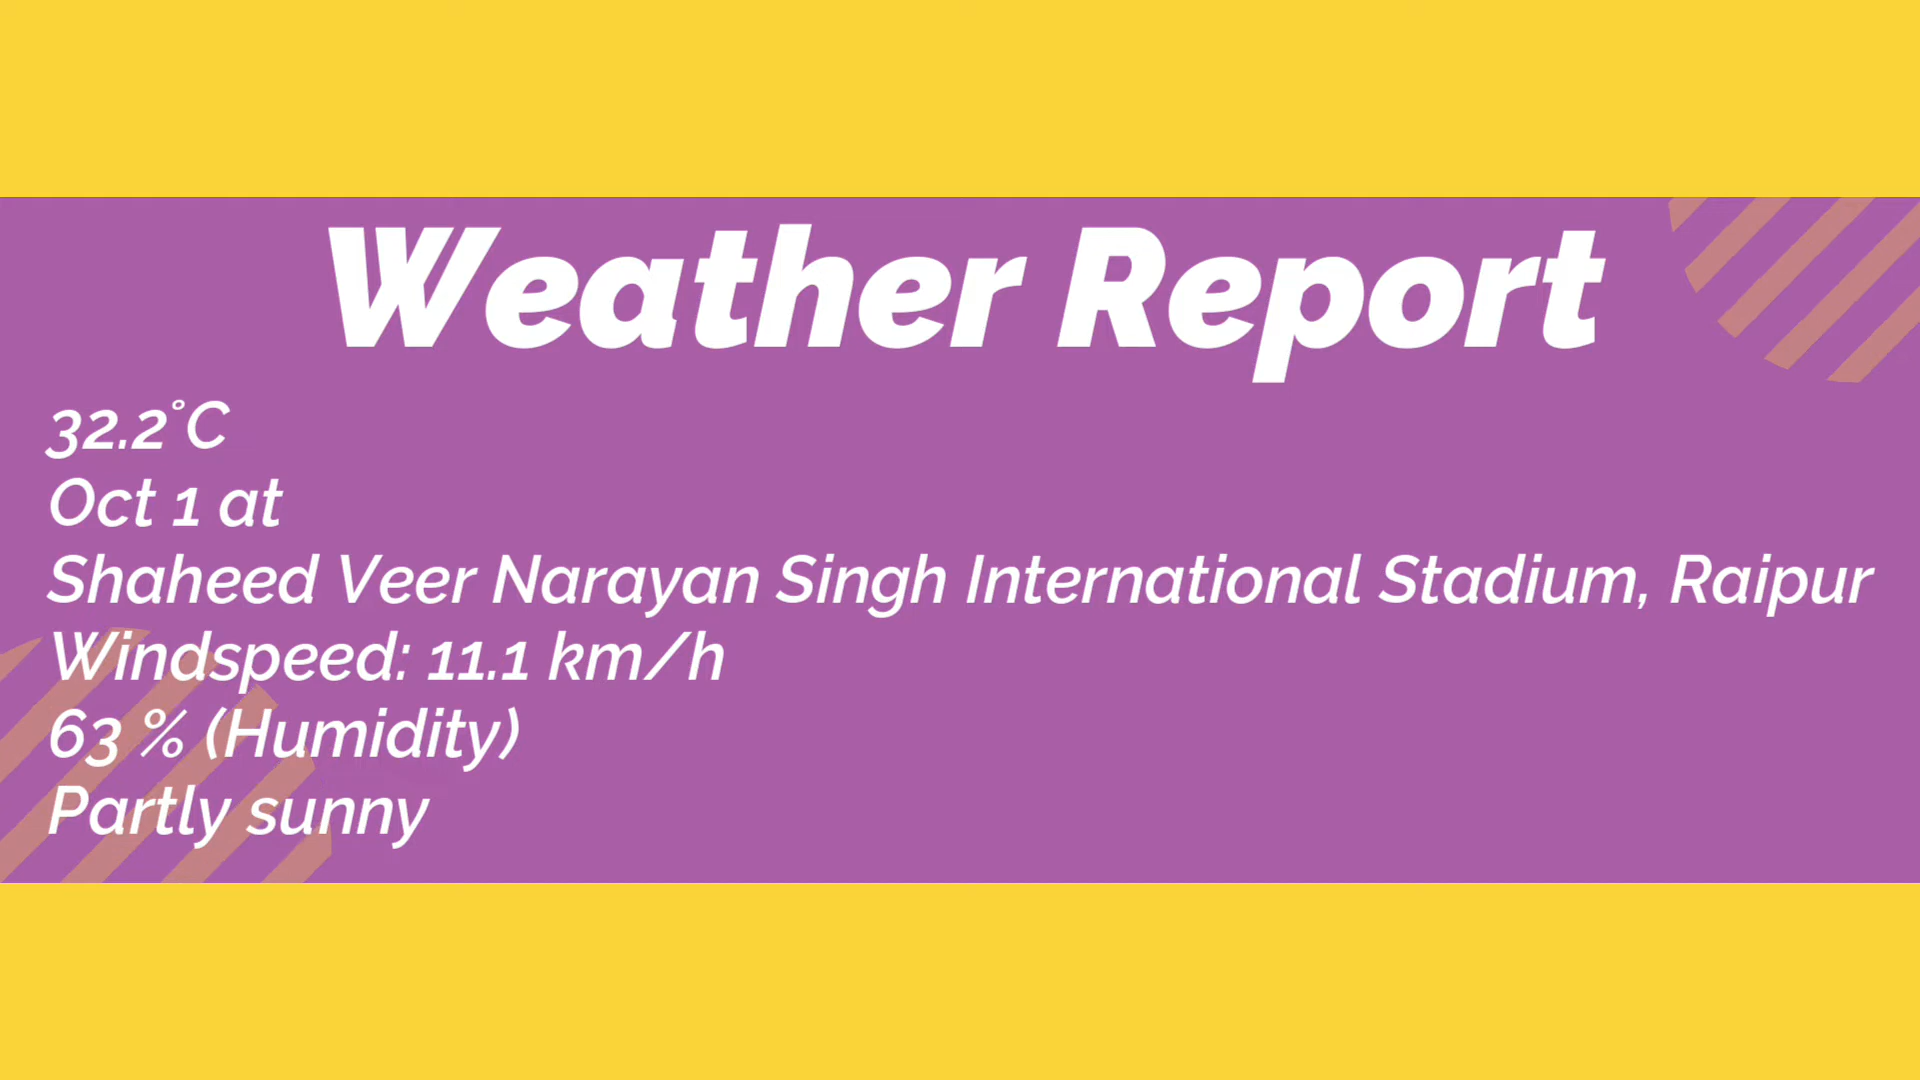 Weather Report
32.2°C
Oct 1 at
Shaheed Veer Narayan Singh International Stadium, Raipur
Windspeed: 11.1 km/h
63 % (Humidity)
Partly sunny